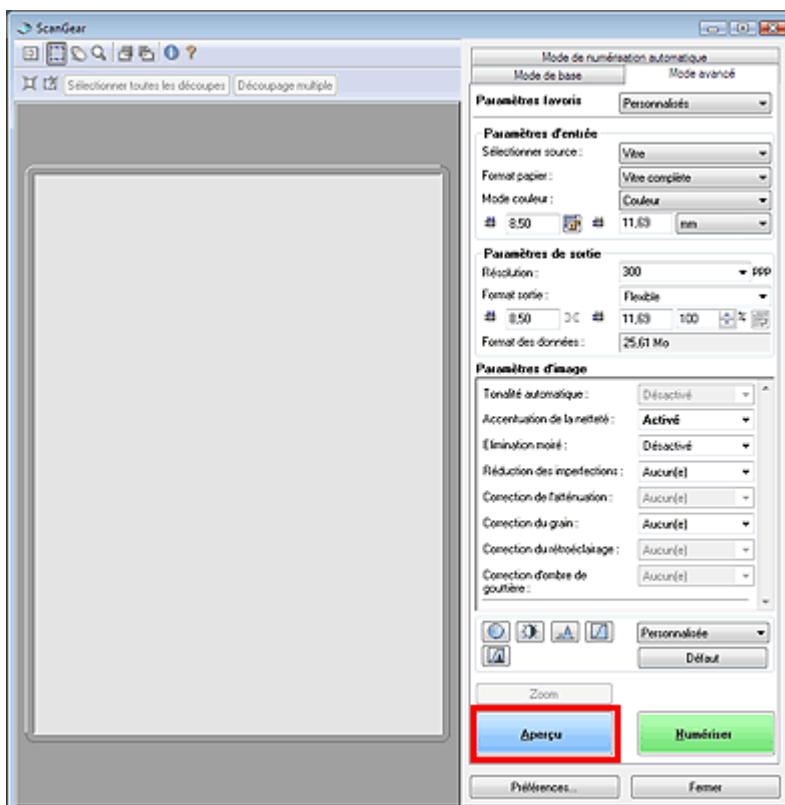 ScanGear
Sélectionner toutes les découpes Découpage multiple
Mode de numérisation automatique
Mode de base Mode avancé
Paramètres favoris Personnalisés
Paramètres d'entrée
Sélectionner source : Vitre
Format papier : Vitre complète
Mode couleur : Couleur
8,50 11,69 mm
Paramètres de sortie
Résolution : 300 PPP
Format sortie : Flexible
8,50 11,69 100 %
Format des données : 25,61 Mo
Paramètres d'image
Tonalité automatique : Désactivé
Accentuation de la netteté : Activé
Elimination moiré : Désactivé
Réduction des imperfections : Aucun(e)
Correction de l'atténuation : Aucun(e)
Correction du grain : Aucun(e)
Correction du rétroéclairage : Aucun(e)
Correction d'ombre de
gouttière : Aucun(e)
Personnalisée
Défaut
Zoom
Aperçu Numériser
Préférences... Fermer